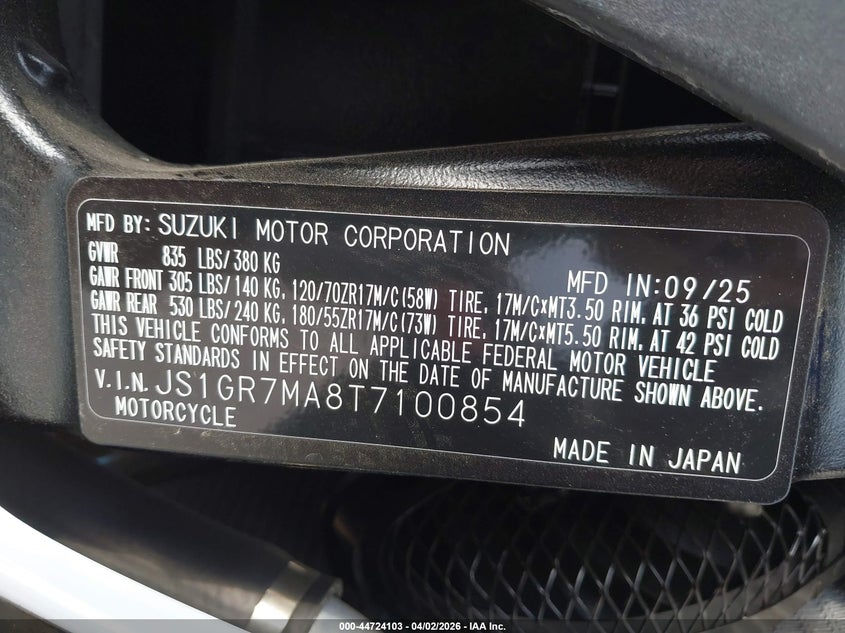 MFD BY: SUZUKI MOTOR CORPORATION
GVWR 835 LBS/380 KG
MFD IN:09/25
GAWR FRONT 305 LBS/140 KG, 120/70ZR17M/C(58W) TIRE, 17M/C×MT3.50 RIM, AT 36 PSI COLD
GAWR REAR 530 LBS/240 KG, 180/55ZR17M/C(73W) TIRE, 17M/C×MT5.50 RIM, AT 42 PSI COLD
THIS VEHICLE CONFORMS TO ALL APPLICABLE FEDERAL MOTOR VEHICLE
SAFETY STANDARDS IN EFFECT ON THE DATE OF MANUFACTURE SHOWN ABOVE.
V.I.N. JS1GR7MA8T7100854
MOTORCYCLE
MADE IN JAPAN
000-44724103 - 04/02/2026 - IAA Inc.